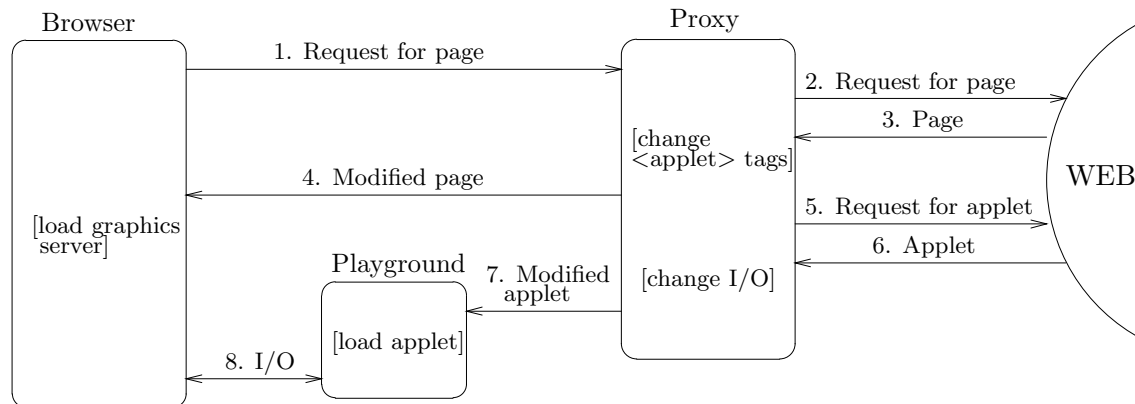 Browser
Proxy
1. Request for page
2. Request for page
3. Page
[change
<applet> tags]
WEB
4. Modified page
5. Request for applet
[load graphics
server]
6. Applet
Playground
7. Modified
applet
[change I/O]
[load applet]
8. I/O